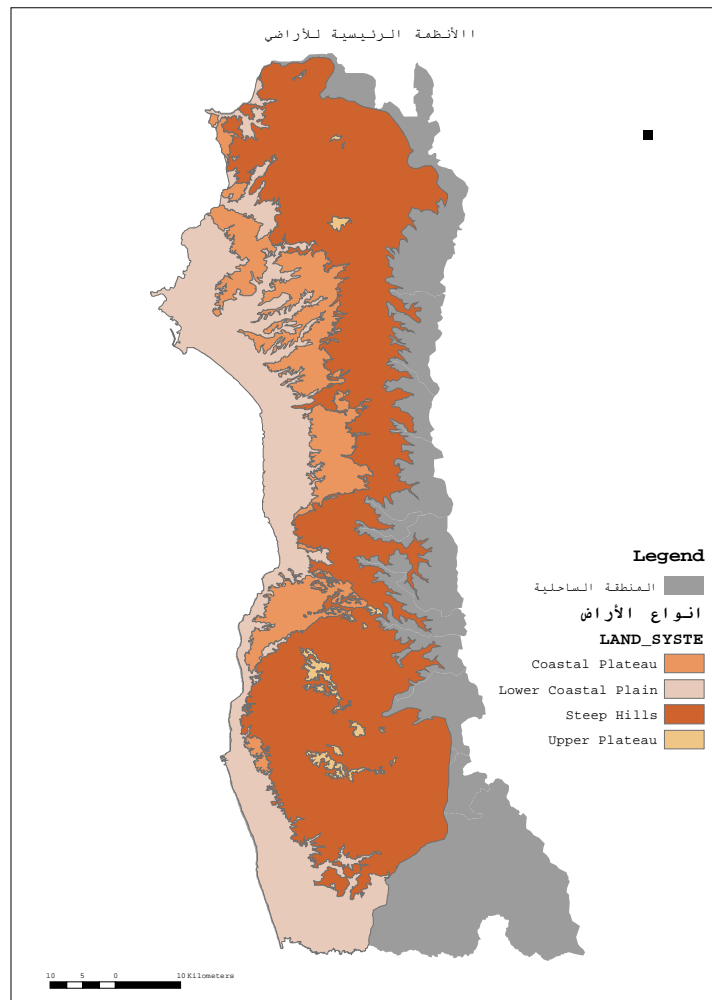 االأنظمة الرئيسية للأراضي
Legend
المنطقة الساحلية
انواع الأراض
LAND_SYSTE
Coastal Plateau
Lower Coastal Plain
Steep Hills
Upper Plateau
10 5 0 10 Kilometers